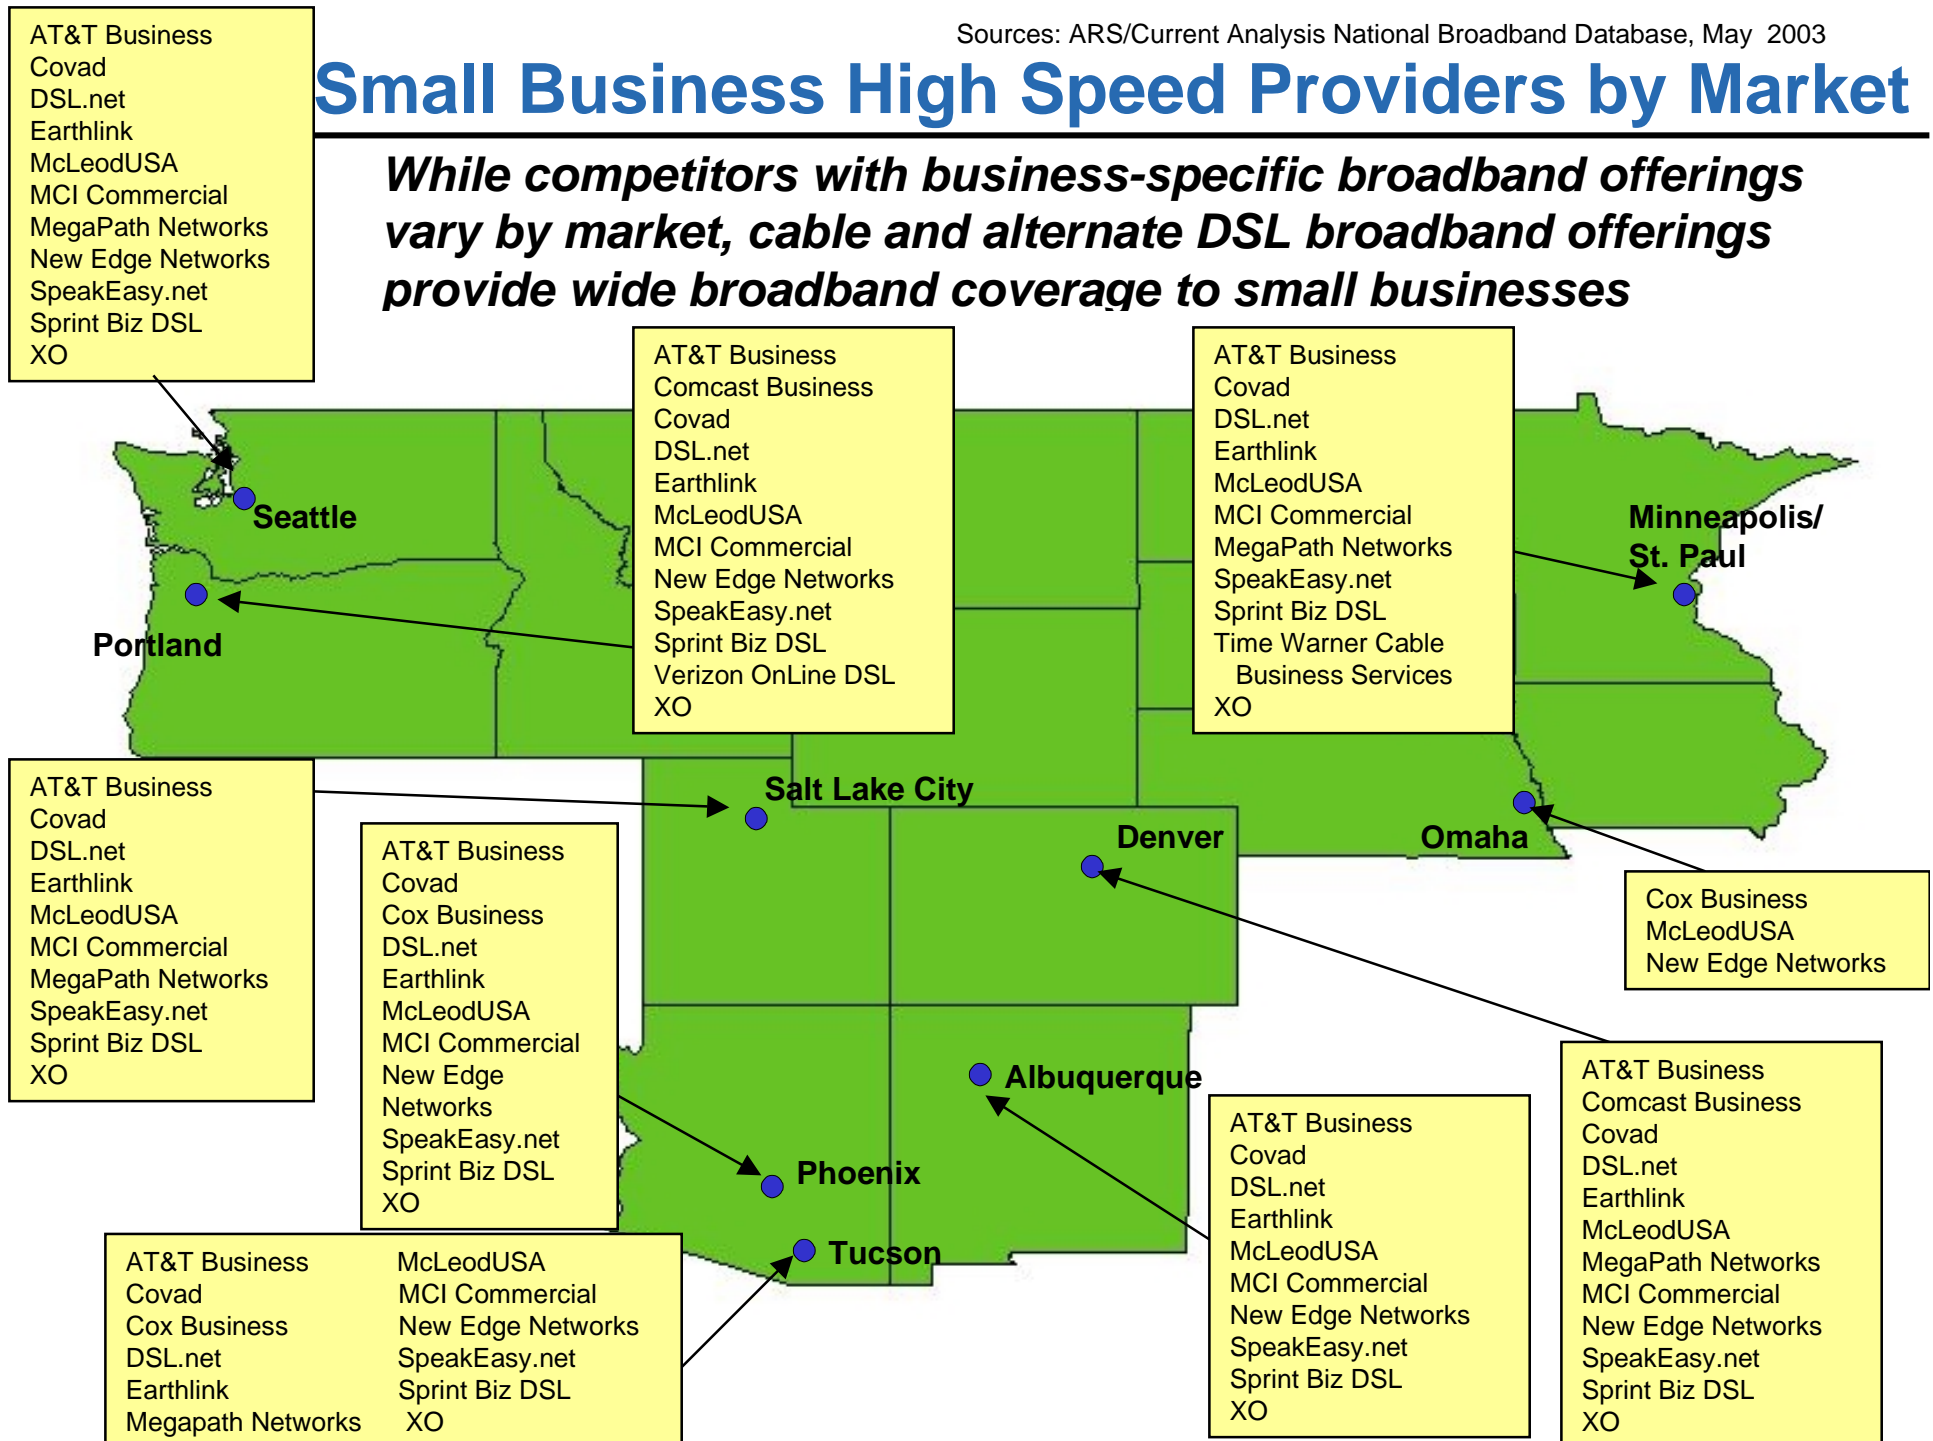 AT&T Business
Covad
DSL.net
Earthlink
McLeodUSA
MCI Commercial
MegaPath Networks
New Edge Networks
SpeakEasy.net
Sprint Biz DSL
XO
Sources: ARS/Current Analysis National Broadband Database, May 2003
Small Business High Speed Providers by Market
While competitors with business-specific broadband offerings
vary by market, cable and alternate DSL broadband offerings
provide wide broadband coverage to small businesses
AT&T Business
Comcast Business
Covad
DSL.net
Earthlink
McLeodUSA
MCI Commercial
New Edge Networks
SpeakEasy.net
Sprint Biz DSL
Verizon OnLine DSL
XO
AT&T Business
Covad
DSL.net
Earthlink
McLeodUSA
MCI Commercial
MegaPath Networks
SpeakEasy.net
Sprint Biz DSL
Time Warner Cable
Business Services
XO
Seattle
Minneapolis/
St. Paul
Portland
Salt Lake City
Denver
Omaha
AT&T Business
Covad
DSL.net
Earthlink
McLeodUSA
MCI Commercial
MegaPath Networks
SpeakEasy.net
Sprint Biz DSL
XO
AT&T Business
Covad
Cox Business
DSL.net
Earthlink
McLeodUSA
MCI Commercial
New Edge
Networks
SpeakEasy.net
Sprint Biz DSL
XO
Cox Business
McLeodUSA
New Edge Networks
Albuquerque
Phoenix
Tucson
AT&T Business
Covad
Cox Business
DSL.net
Earthlink
Megapath Networks
McLeodUSA
MCI Commercial
New Edge Networks
SpeakEasy.net
Sprint Biz DSL
XO
AT&T Business
Covad
DSL.net
Earthlink
McLeodUSA
MCI Commercial
New Edge Networks
SpeakEasy.net
Sprint Biz DSL
XO
AT&T Business
Comcast Business
Covad
DSL.net
Earthlink
McLeodUSA
MegaPath Networks
MCI Commercial
New Edge Networks
SpeakEasy.net
Sprint Biz DSL
XO